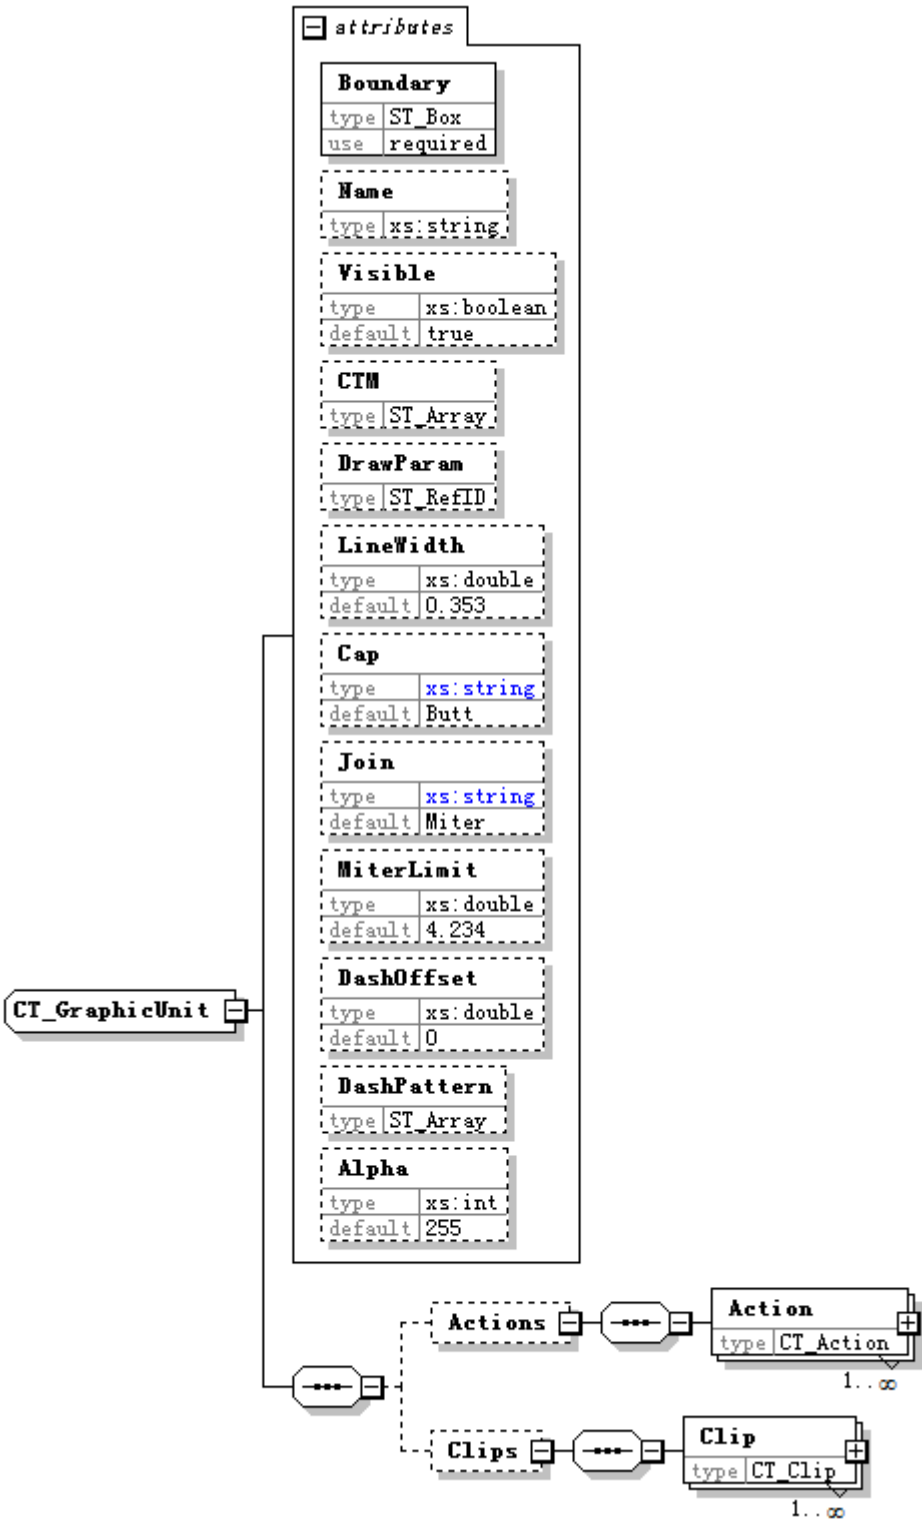 attributes
Boundary
type ST_Box
use required
Name
type xs:string
Visible
type xs:boolean
default true
CTM
type ST_Array
DrawParam
type ST_RefID
LineWidth
type xs:double
default 0.353
Cap
type xs:string
default Butt
Join
type xs:string
default Miter
MiterLimit
type xs:double
default 4.234
CT_GraphicUnit
DashOffset
type xs:double
default 0
DashPattern
type ST_Array
Alpha
type xs:int
default 255
Actions
Action
type CT_Action
1..∞
Clips
Clip
type CT_Clip
1..∞